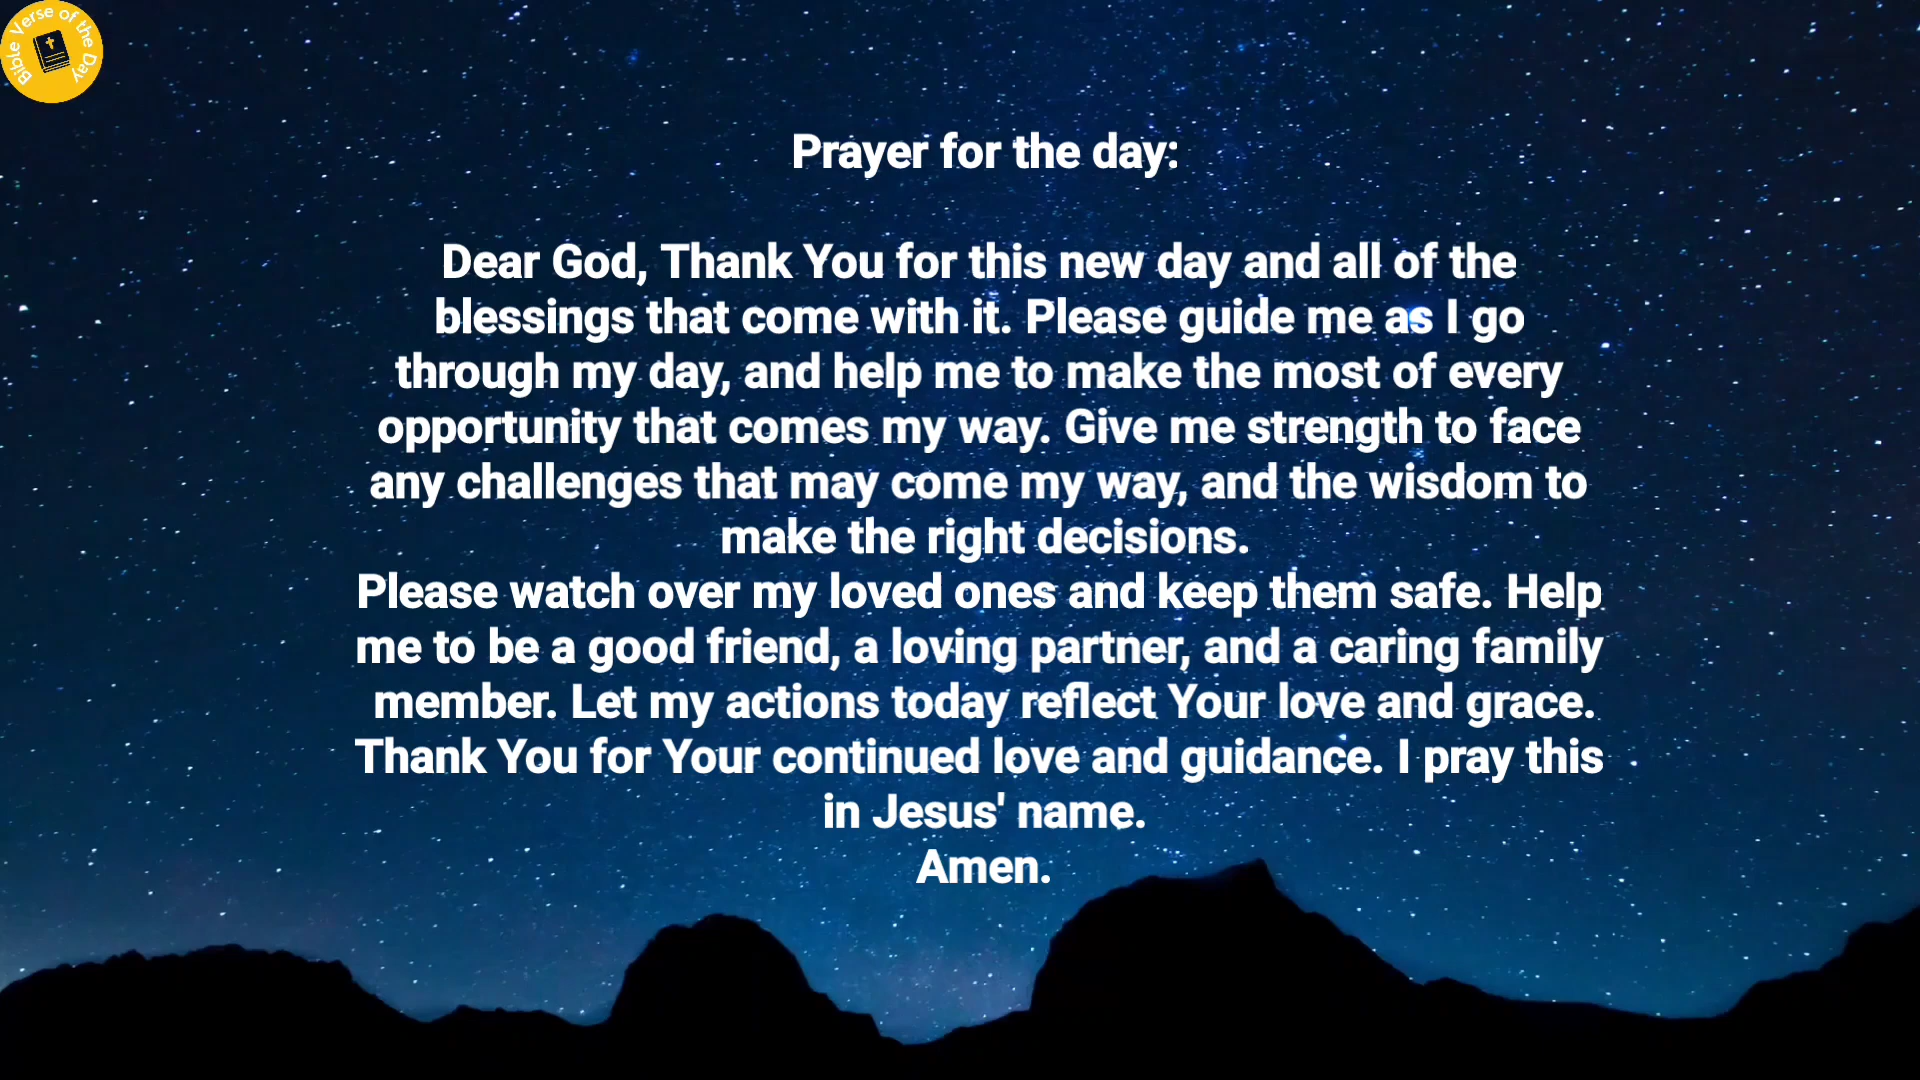 Bible Verse of the Day
Prayer for the day:
Dear God, Thank You for this new day and all of the
blessings that come with it. Please guide me as I go
through my day, and help me to make the most of every
opportunity that comes my way. Give me strength to face
any challenges that may come my way, and the wisdom to
make the right decisions.
Please watch over my loved ones and keep them safe. Help
me to be a good friend, a loving partner, and a caring family
member. Let my actions today reflect Your love and grace.
Thank You for Your continued love and guidance. I pray this
in Jesus' name.
Amen.